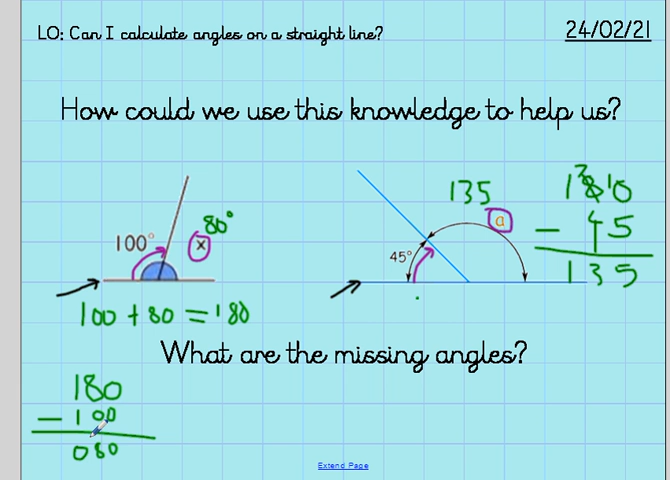 LO: Can I calculate angles on a straight line?
24/02/21
How could we use this knowledge to help us?
100°
x
80°
100 + 80 = 180
135
a
45°
180
- 45
135
What are the missing angles?
180
- 100
080
Extend Page